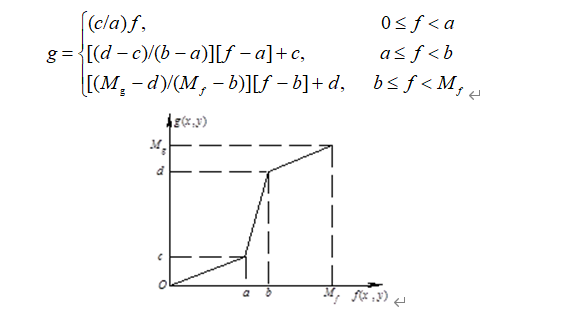 (c/a)f, 0 ≤ f < a
g = { [(d − c)/(b − a)][f − a] + c, a ≤ f < b
[(M_g − d)/(M_f − b)][f − b] + d, b ≤ f < M_f ↵
g(x,y)
M_g
d
c
O
a b M_f f(x,y) ↵